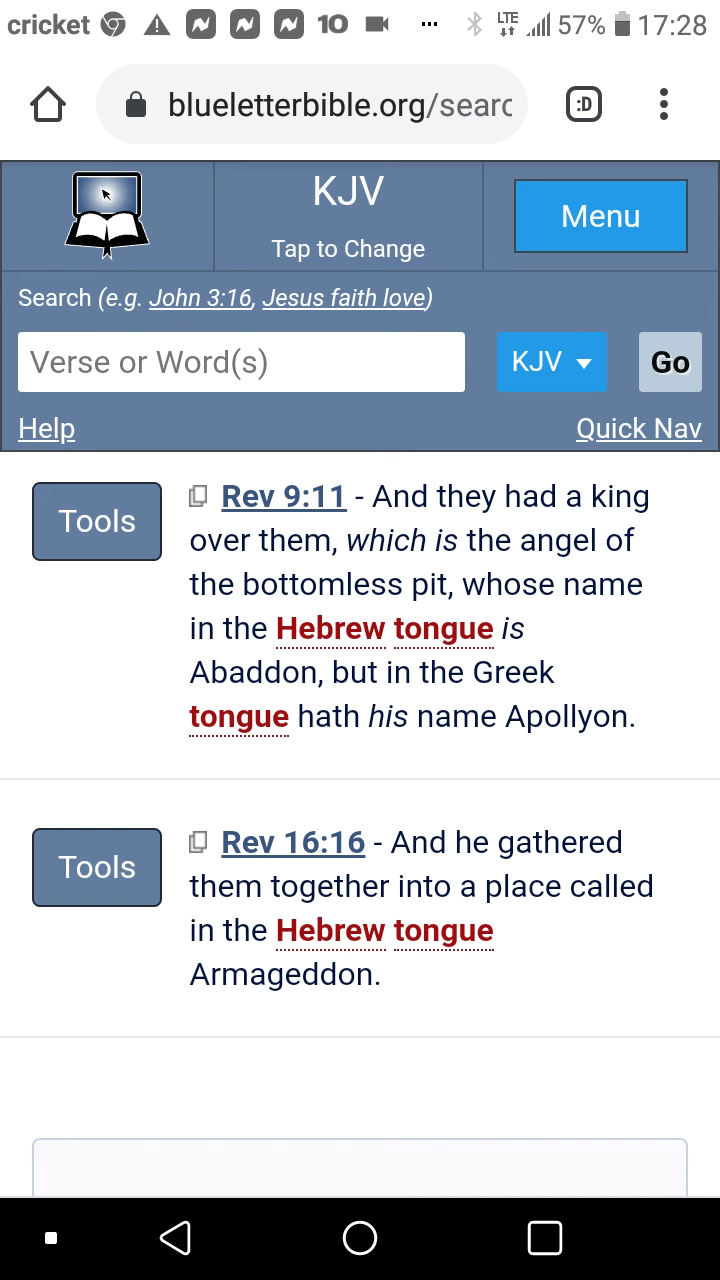 cricket 10 ... LTE 57% 17:28
blueletterbible.org/searc :D
KJV
Tap to Change
Menu
Search (e.g. John 3:16, Jesus faith love)
Verse or Word(s) KJV Go
Help Quick Nav
Tools
Rev 9:11 - And they had a king
over them, which is the angel of
the bottomless pit, whose name
in the Hebrew tongue is
Abaddon, but in the Greek
tongue hath his name Apollyon.
Tools
Rev 16:16 - And he gathered
them together into a place called
in the Hebrew tongue
Armageddon.